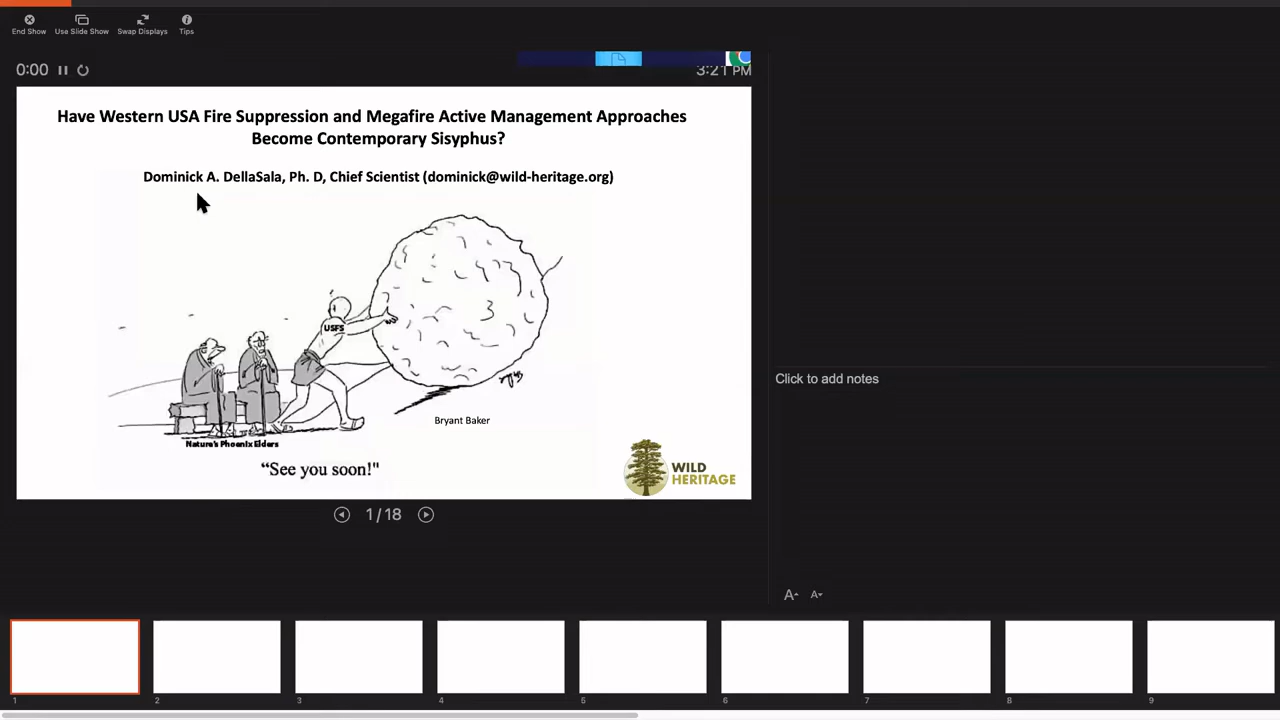 End Show
Use Slide Show
Swap Displays
Tips
0:00
3:21 PM
Have Western USA Fire Suppression and Megafire Active Management Approaches
Become Contemporary Sisyphus?
Dominick A. DellaSala, Ph. D, Chief Scientist (dominick@wild-heritage.org)
USFS
Bryant Baker
Nature's Phoenix Elders
“See you soon!"
WILD
HERITAGE
Click to add notes
1 / 18
A A
1
2
3
4
5
6
7
8
9